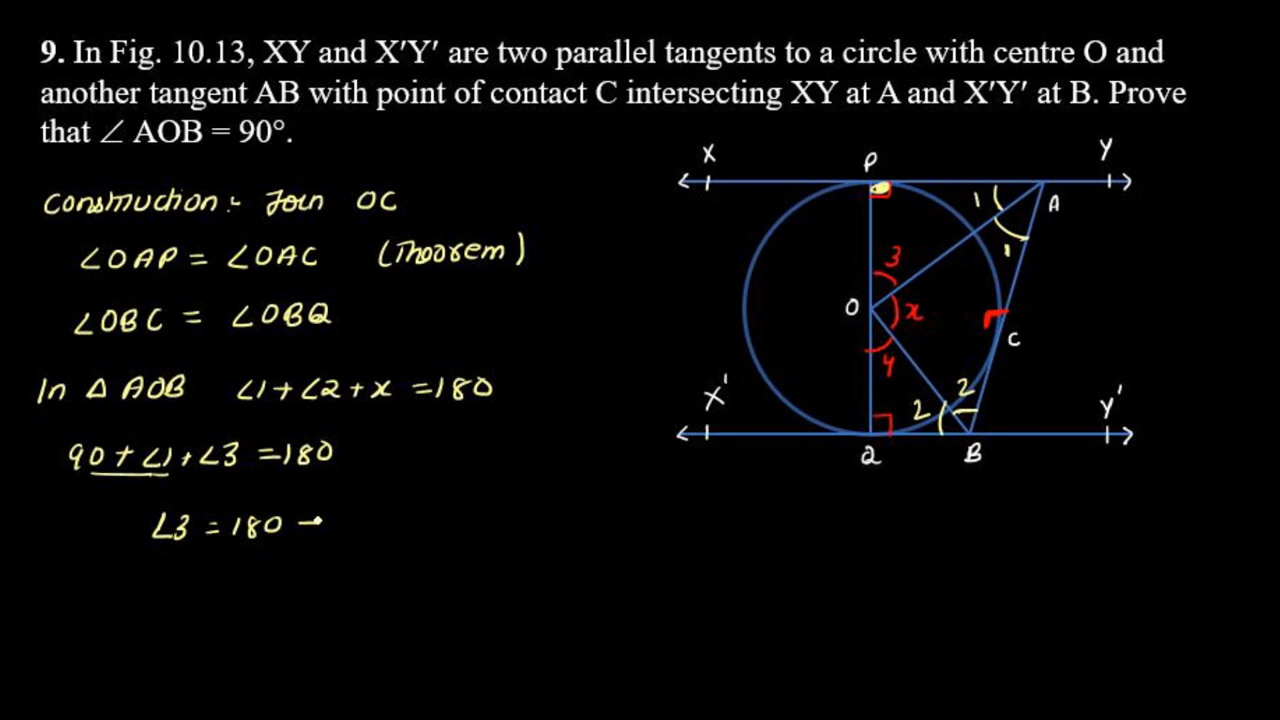 9. In Fig. 10.13, XY and X′Y′ are two parallel tangents to a circle with centre O and
another tangent AB with point of contact C intersecting XY at A and X′Y′ at B. Prove
that ∠ AOB = 90°.
Construction :- Join OC
∠OAP = ∠OAC (Theorem)
∠OBC = ∠OBQ
In △ AOB ∠1 + ∠2 + x = 180
90 + ∠1 + ∠3 = 180
∠3 = 180 -
X P Y
A
1
1
3
O x
C
4
X' 2 2 Y'
Q B